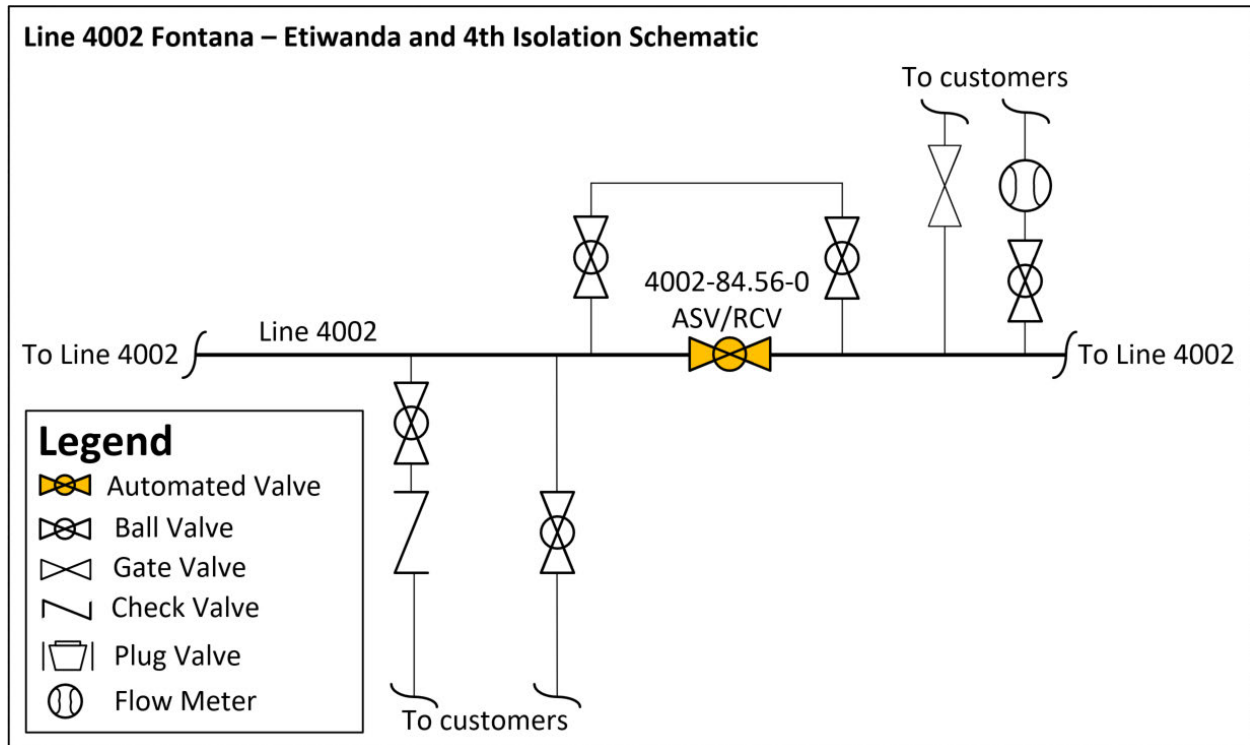 Line 4002 Fontana – Etiwanda and 4th Isolation Schematic
To customers
4002-84.56-0
ASV/RCV
Line 4002
To Line 4002
To Line 4002
Legend
Automated Valve
Ball Valve
Gate Valve
Check Valve
Plug Valve
Flow Meter
To customers